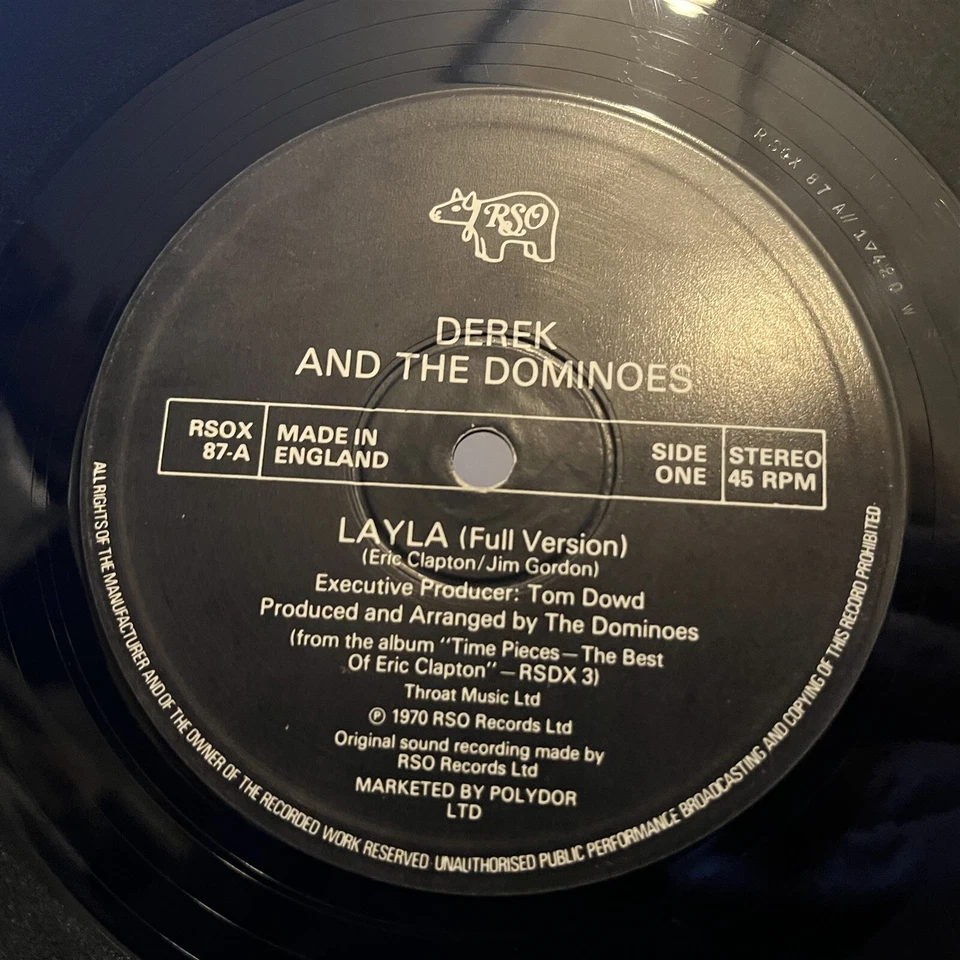 RSO
DEREK
AND THE DOMINOES
RSOX
87-A
MADE IN
ENGLAND
SIDE
ONE
STEREO
45 RPM
LAYLA (Full Version)
(Eric Clapton/Jim Gordon)
Executive Producer: Tom Dowd
Produced and Arranged by The Dominoes
(from the album "Time Pieces—The Best
Of Eric Clapton"—RSDX 3)
Throat Music Ltd
℗ 1970 RSO Records Ltd
Original sound recording made by
RSO Records Ltd
MARKETED BY POLYDOR
LTD
ALL RIGHTS OF THE MANUFACTURER AND OF THE OWNER OF THE RECORDED WORK RESERVED UNAUTHORISED PUBLIC PERFORMANCE BROADCASTING AND COPYING OF THIS RECORD PROHIBITED
RSOX 87 A//1▽420 W